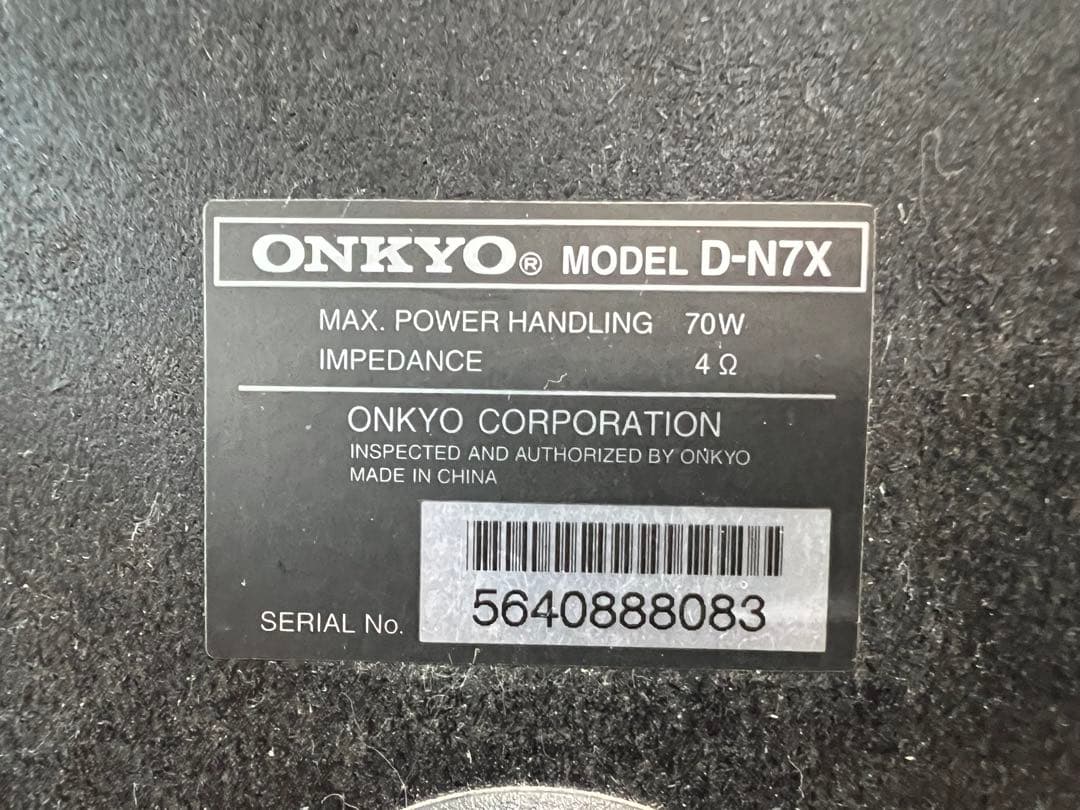 ONKYO® MODEL D-N7X
MAX. POWER HANDLING 70W
IMPEDANCE 4 Ω
ONKYO CORPORATION
INSPECTED AND AUTHORIZED BY ONKYO
MADE IN CHINA
SERIAL No. 5640888083